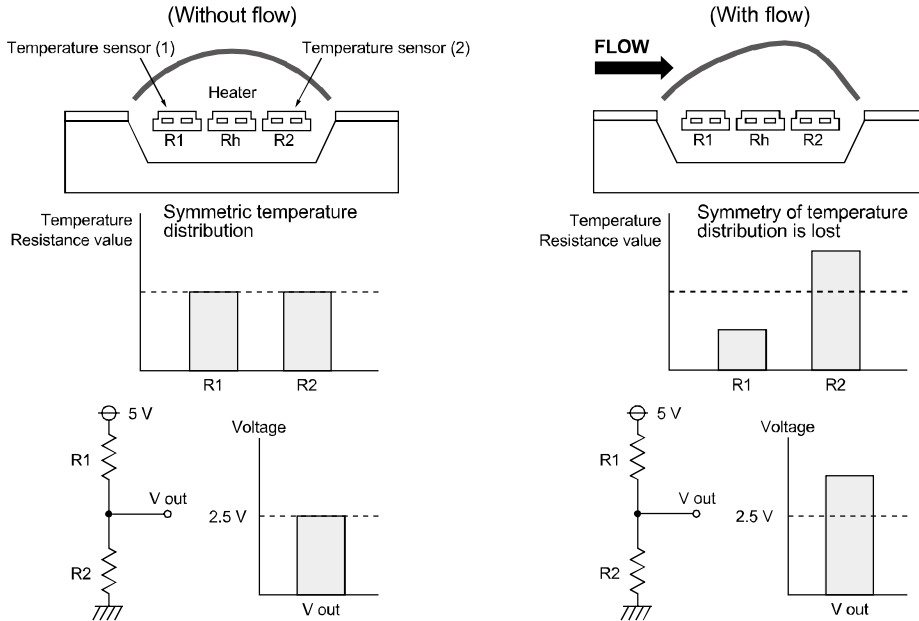 (Without flow)
Temperature sensor (1)
Temperature sensor (2)
Heater
R1
Rh
R2
Temperature
Resistance value
Symmetric temperature
distribution
R1
R2
5 V
R1
V out
R2
Voltage
2.5 V
V out
(With flow)
FLOW
R1
Rh
R2
Temperature
Resistance value
Symmetry of temperature
distribution is lost
R1
R2
5 V
R1
V out
R2
Voltage
2.5 V
V out